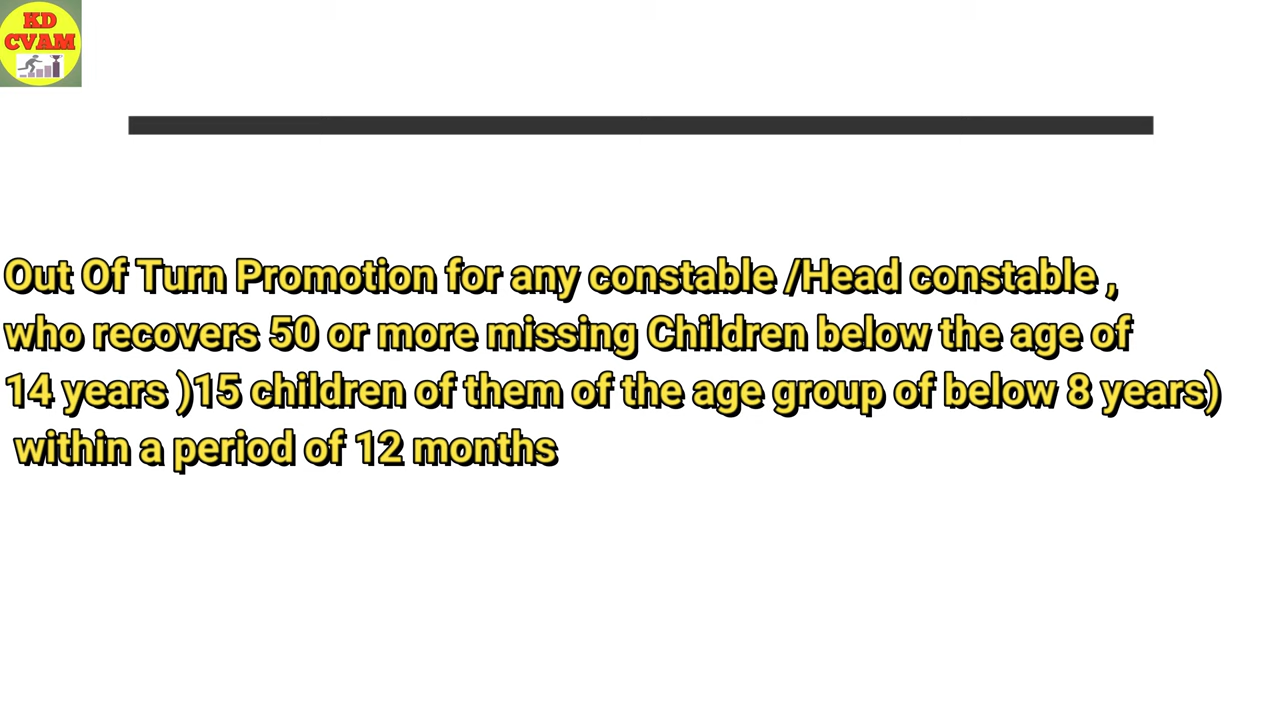 KD
CVAM
Out Of Turn Promotion for any constable /Head constable ,
who recovers 50 or more missing Children below the age of
14 years )15 children of them of the age group of below 8 years)
within a period of 12 months